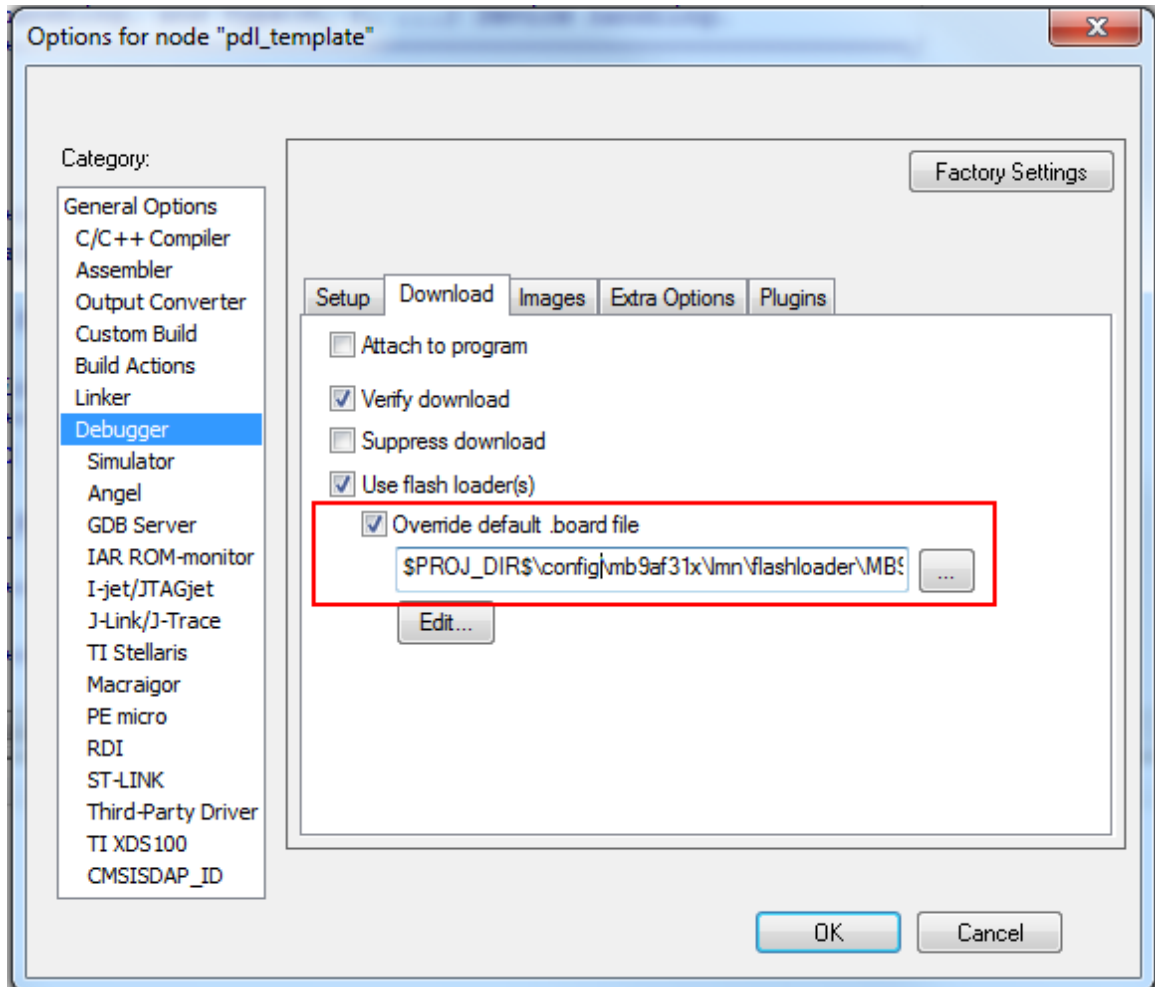 Options for node "pdl_template"
Category:
Factory Settings
General Options
C/C++ Compiler
Assembler
Output Converter
Custom Build
Build Actions
Linker
Debugger
Simulator
Angel
GDB Server
IAR ROM-monitor
I-jet/JTAGjet
J-Link/J-Trace
TI Stellaris
Macraigor
PE micro
RDI
ST-LINK
Third-Party Driver
TI XDS100
CMSISDAP_ID
Setup Download Images Extra Options Plugins
Attach to program
Verify download
Suppress download
Use flash loader(s)
Override default .board file
$PROJ_DIR$\config\mb9af31x\lmn\flashloader\MB9 ...
Edit...
OK Cancel